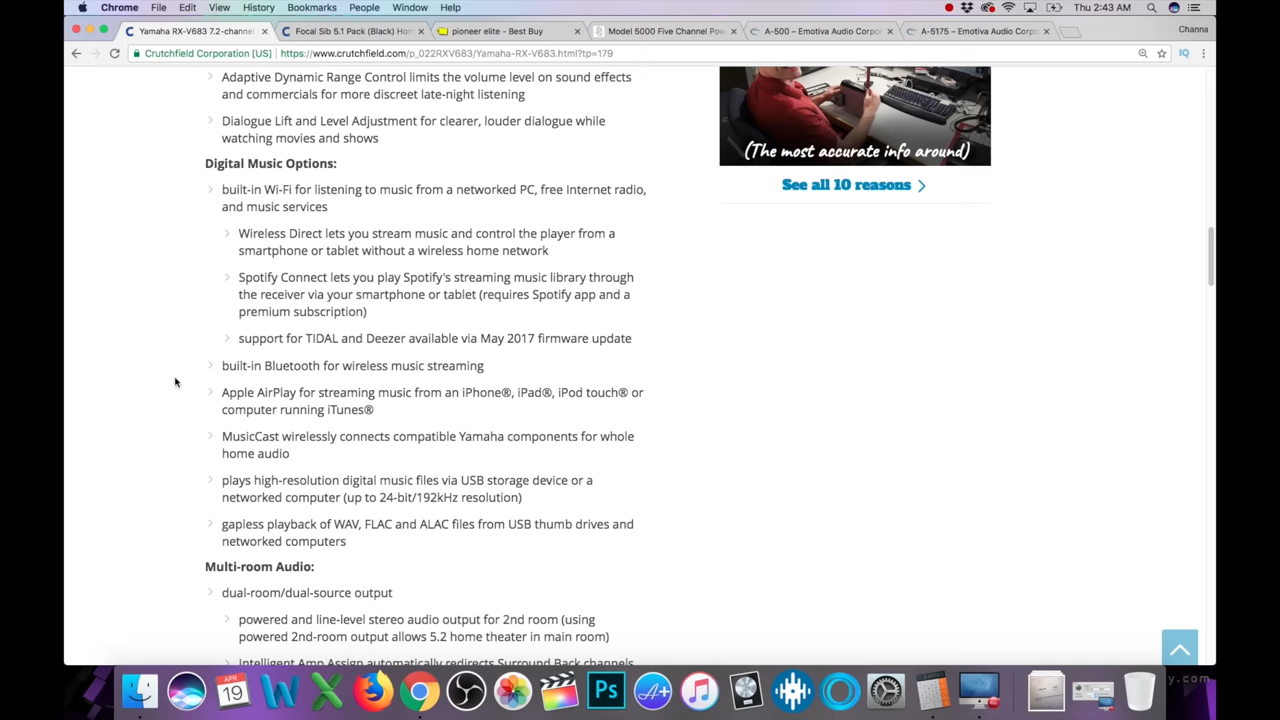 Chrome File Edit View History Bookmarks People Window Help Thu 2:43 AM
Yamaha RX-V683 7.2-channel Focal Sib 5.1 Pack (Black) Hom pioneer elite - Best Buy Model 5000 Five Channel Pow A-500 – Emotiva Audio Corpor A-5175 – Emotiva Audio Corpo Channa
Crutchfield Corporation [US] https://www.crutchfield.com/p_022RXV683/Yamaha-RX-V683.html?tp=179
Adaptive Dynamic Range Control limits the volume level on sound effects
and commercials for more discreet late-night listening
Dialogue Lift and Level Adjustment for clearer, louder dialogue while
watching movies and shows
Digital Music Options:
built-in Wi-Fi for listening to music from a networked PC, free Internet radio,
and music services
Wireless Direct lets you stream music and control the player from a
smartphone or tablet without a wireless home network
Spotify Connect lets you play Spotify's streaming music library through
the receiver via your smartphone or tablet (requires Spotify app and a
premium subscription)
support for TIDAL and Deezer available via May 2017 firmware update
built-in Bluetooth for wireless music streaming
Apple AirPlay for streaming music from an iPhone®, iPad®, iPod touch® or
computer running iTunes®
MusicCast wirelessly connects compatible Yamaha components for whole
home audio
plays high-resolution digital music files via USB storage device or a
networked computer (up to 24-bit/192kHz resolution)
gapless playback of WAV, FLAC and ALAC files from USB thumb drives and
networked computers
Multi-room Audio:
dual-room/dual-source output
powered and line-level stereo audio output for 2nd room (using
powered 2nd-room output allows 5.2 home theater in main room)
Intelligent Amp Assign automatically redirects Surround Back channels
(The most accurate info around)
See all 10 reasons
APR
19
Ps
y.com